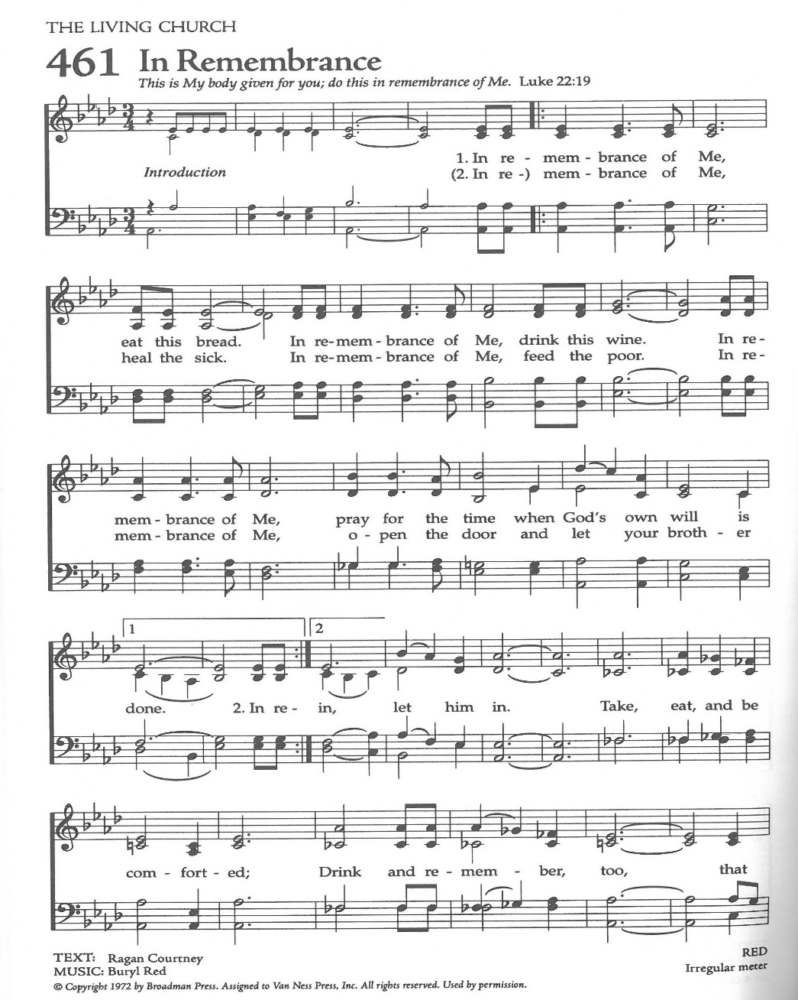 THE LIVING CHURCH
461 In Remembrance
This is My body given for you; do this in remembrance of Me. Luke 22:19
Introduction
1. In re - mem - brance of Me,
(2. In re -) mem - brance of Me,
eat this bread. In re-mem - brance of Me, drink this wine. In re -
heal the sick. In re-mem - brance of Me, feed the poor. In re -
mem - brance of Me, pray for the time when God's own will is
mem - brance of Me, o - pen the door and let your broth - er
1 2
done. 2. In re - in, let him in. Take, eat, and be
com - fort - ed; Drink and re - mem - ber, too, that
TEXT: Ragan Courtney
MUSIC: Buryl Red
RED
Irregular meter
© Copyright 1972 by Broadman Press. Assigned to Van Ness Press, Inc. All rights reserved. Used by permission.